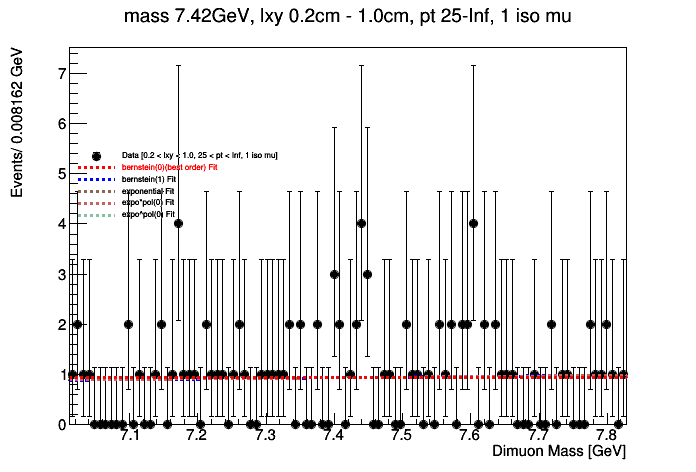 mass 7.42GeV, lxy 0.2cm - 1.0cm, pt 25-Inf, 1 iso mu
Events/ 0.008162 GeV
7
6
5
4
3
2
1
0
Data [0.2 < lxy < 1.0, 25 < pt < Inf, 1 iso mu]
bernstein(0)(best order) Fit
bernstein(1) Fit
exponential Fit
expo*pol(0) Fit
expo^pol(0) Fit
7.1 7.2 7.3 7.4 7.5 7.6 7.7 7.8
Dimuon Mass [GeV]